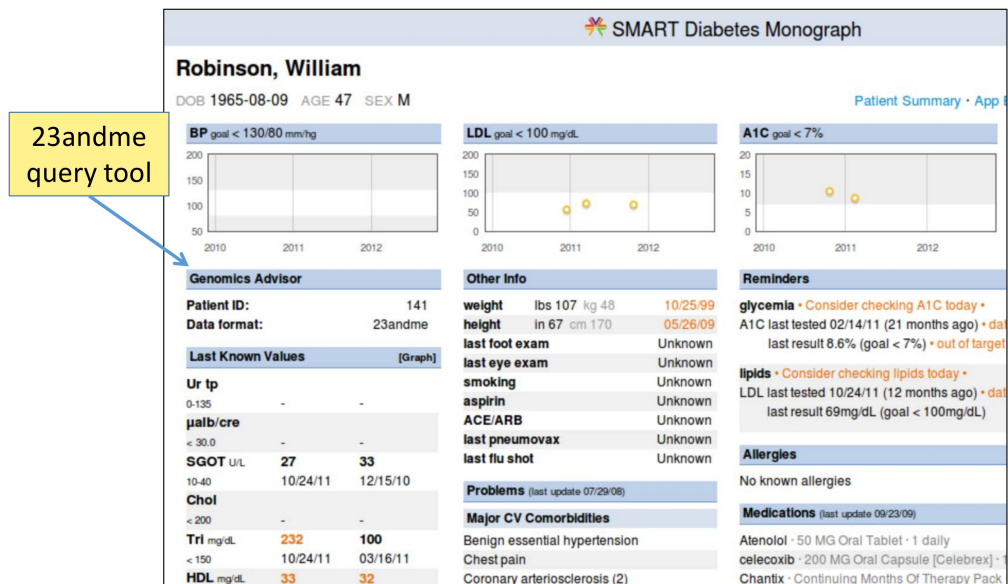 SMART Diabetes Monograph
Robinson, William
DOB 1965-08-09 AGE 47 SEX M
Patient Summary · App
23andme
query tool
BP goal < 130/80 mm/hg
200
150
100
50
2010 2011 2012
LDL goal < 100 mg/dL
200
150
100
50
0
2010 2011 2012
A1C goal < 7%
20
15
10
5
0
2010 2011 2012
Genomics Advisor
Patient ID: 141
Data format: 23andme
Last Known Values [Graph]
Ur tp
0-135 - -
µalb/cre
< 30.0 - -
SGOT U/L 27 33
10-40 10/24/11 12/15/10
Chol
< 200 - -
Tri mg/dL 232 100
< 150 10/24/11 03/16/11
HDL mg/dL 33 32
Other Info
weight lbs 107 kg 48 10/25/99
height in 67 cm 170 05/26/09
last foot exam Unknown
last eye exam Unknown
smoking Unknown
aspirin Unknown
ACE/ARB Unknown
last pneumovax Unknown
last flu shot Unknown
Problems (last update 07/29/08)
Major CV Comorbidities
Benign essential hypertension
Chest pain
Coronary arteriosclerosis (2)
Reminders
glycemia • Consider checking A1C today •
A1C last tested 02/14/11 (21 months ago) • dat
last result 8.6% (goal < 7%) • out of target
lipids • Consider checking lipids today •
LDL last tested 10/24/11 (12 months ago) • dat
last result 69mg/dL (goal < 100mg/dL)
Allergies
No known allergies
Medications (last update 09/23/09)
Atenolol · 50 MG Oral Tablet · 1 daily
celecoxib · 200 MG Oral Capsule [Celebrex] · 1
Chantix · Continuing Months Of Therapy Pack